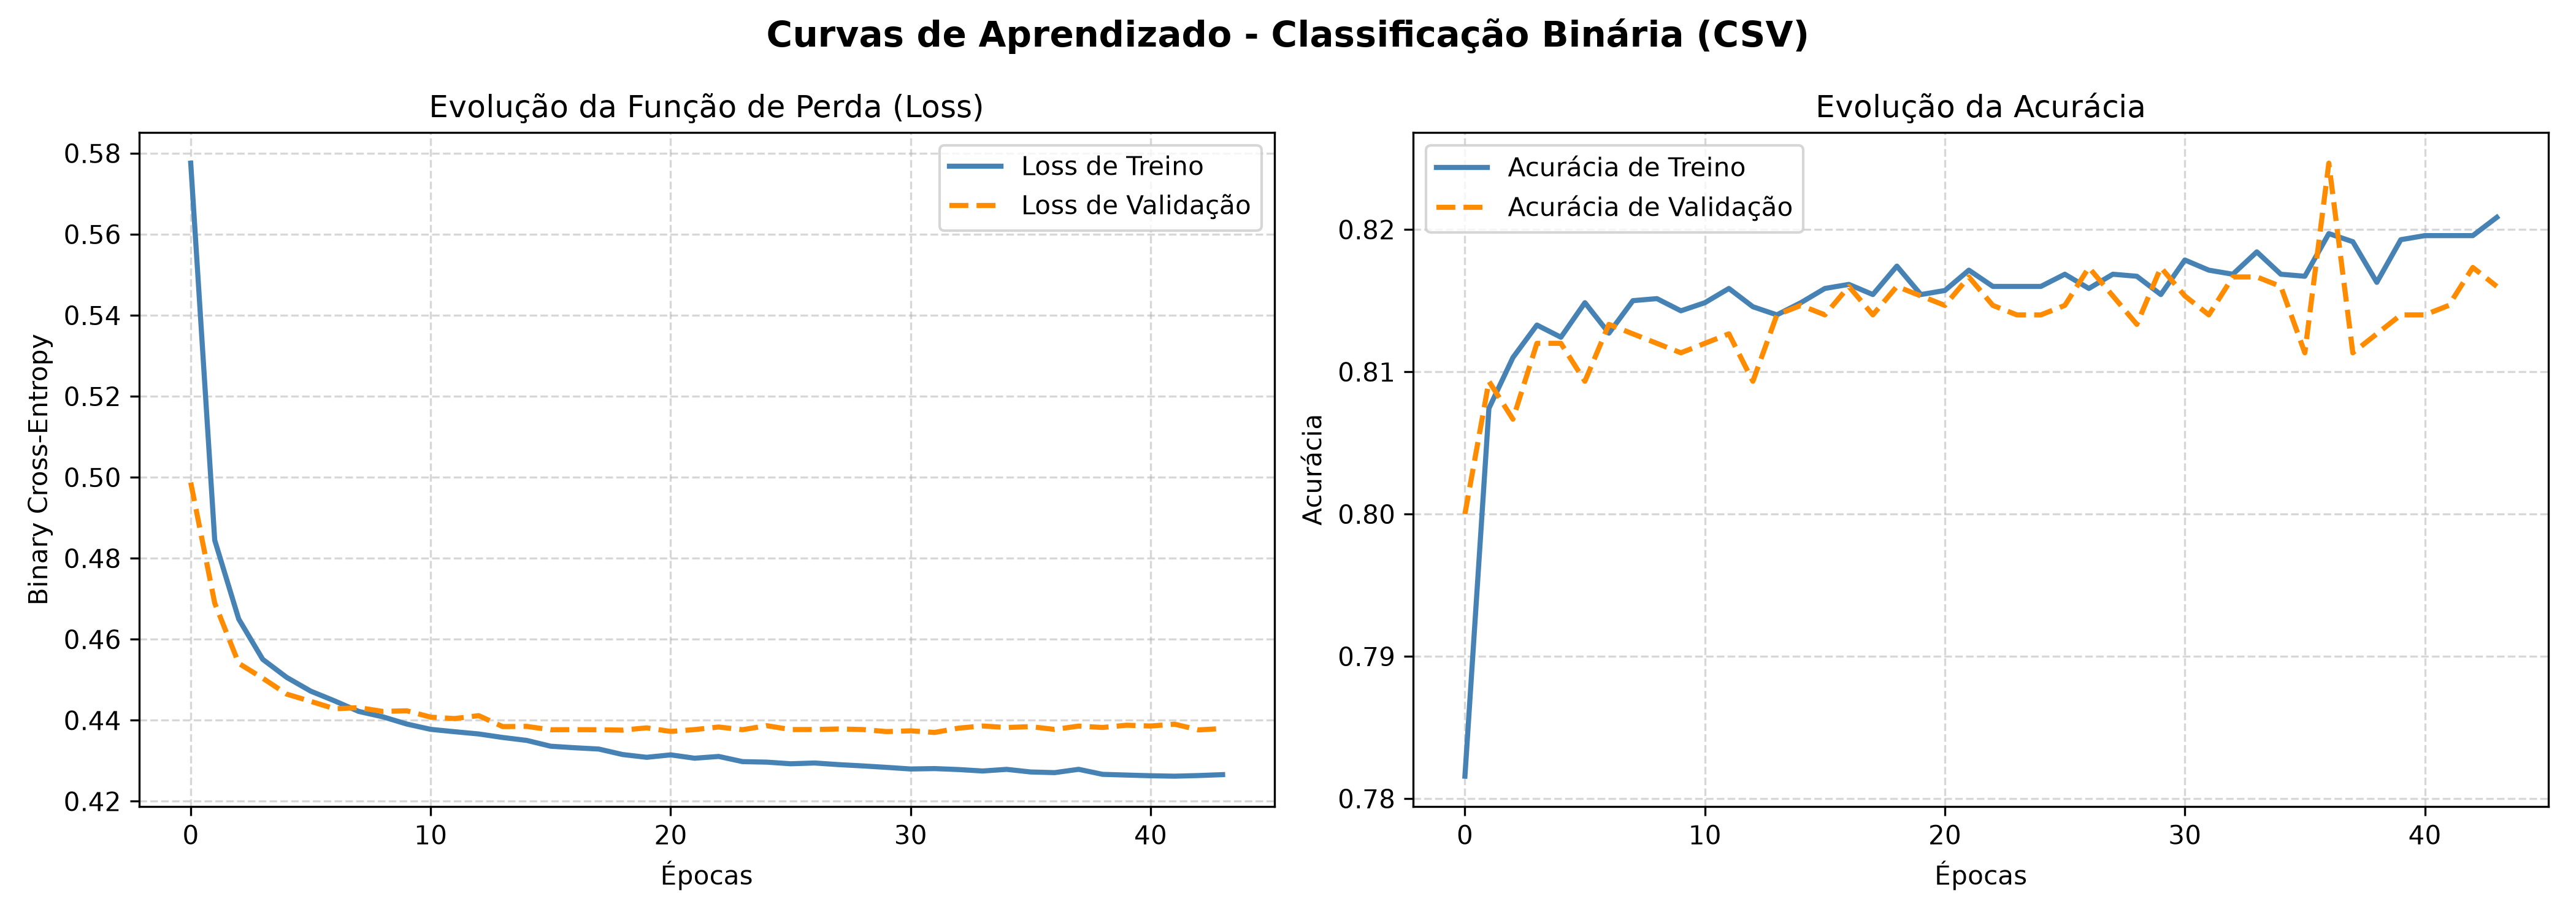 Curvas de Aprendizado - Classificação Binária (CSV)
Evolução da Função de Perda (Loss)
Loss de Treino
Loss de Validação
Binary Cross-Entropy
0.58
0.56
0.54
0.52
0.50
0.48
0.46
0.44
0.42
0 10 20 30 40
Épocas
Evolução da Acurácia
Acurácia de Treino
Acurácia de Validação
Acurácia
0.82
0.81
0.80
0.79
0.78
0 10 20 30 40
Épocas